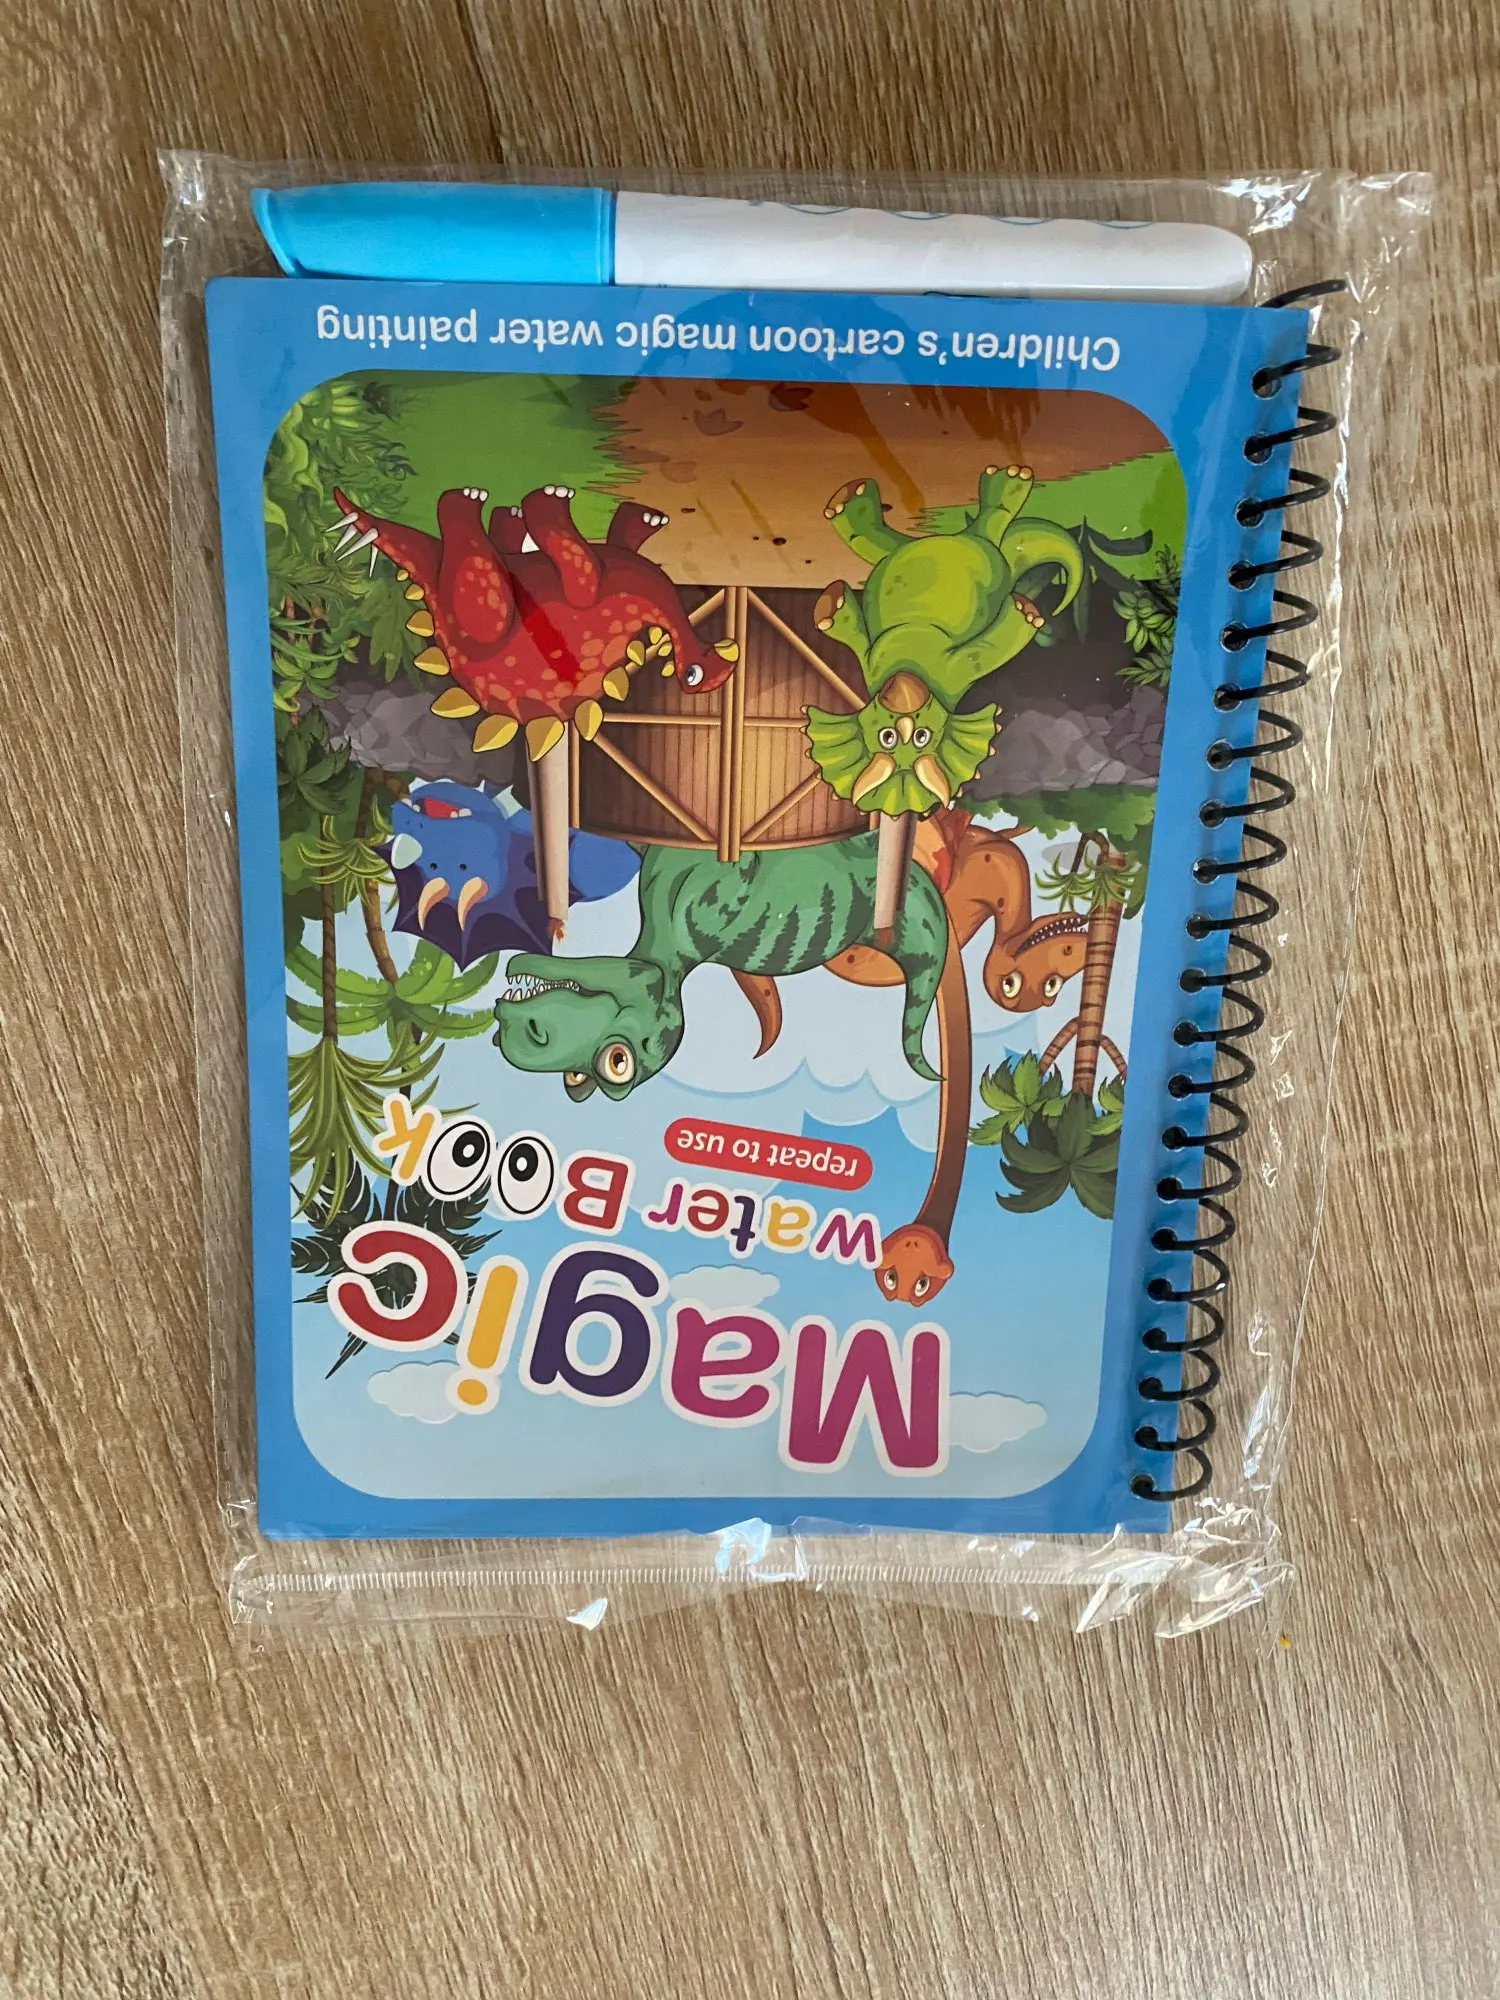 Magic
water Book
repeat to use
Children's cartoon magic water painting